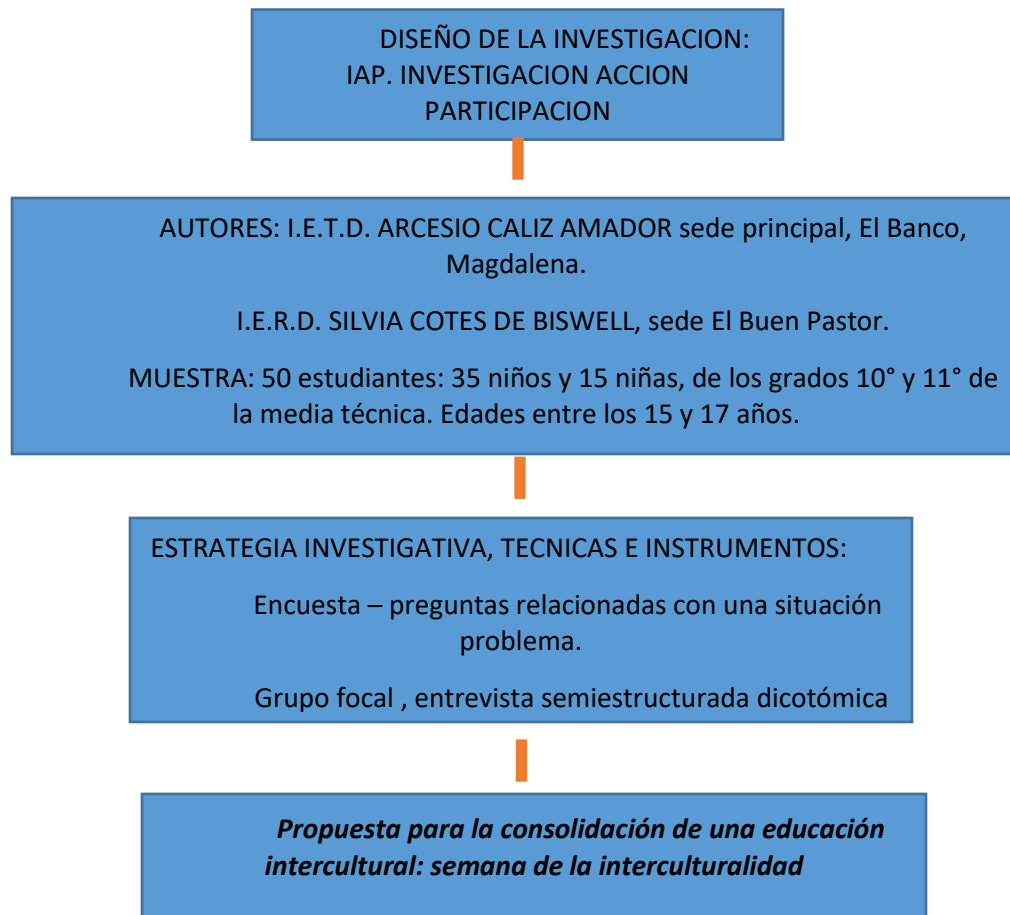 DISEÑO DE LA INVESTIGACION:
IAP. INVESTIGACION ACCION
PARTICIPACION
AUTORES: I.E.T.D. ARCESIO CALIZ AMADOR sede principal, El Banco,
Magdalena.
I.E.R.D. SILVIA COTES DE BISWELL, sede El Buen Pastor.
MUESTRA: 50 estudiantes: 35 niños y 15 niñas, de los grados 10° y 11° de
la media técnica. Edades entre los 15 y 17 años.
ESTRATEGIA INVESTIGATIVA, TECNICAS E INSTRUMENTOS:
Encuesta – preguntas relacionadas con una situación
problema.
Grupo focal , entrevista semiestructurada dicotómica
Propuesta para la consolidación de una educación
intercultural: semana de la interculturalidad